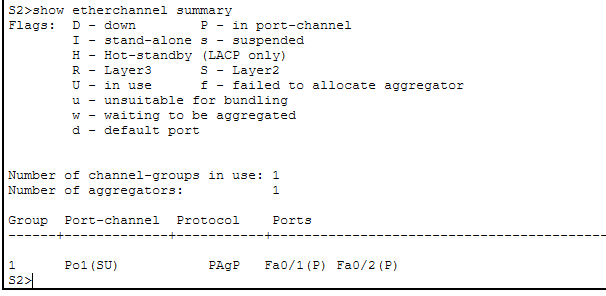 S2>show etherchannel summary
Flags:  D - down        P - in port-channel
        I - stand-alone s - suspended
        H - Hot-standby (LACP only)
        R - Layer3      S - Layer2
        U - in use      f - failed to allocate aggregator
        u - unsuitable for bundling
        w - waiting to be aggregated
        d - default port
Number of channel-groups in use: 1
Number of aggregators:           1
Group  Port-channel  Protocol    Ports
------+-------------+-----------+----------------------------------------------
1      Po1(SU)           PAgP   Fa0/1(P) Fa0/2(P)
S2>